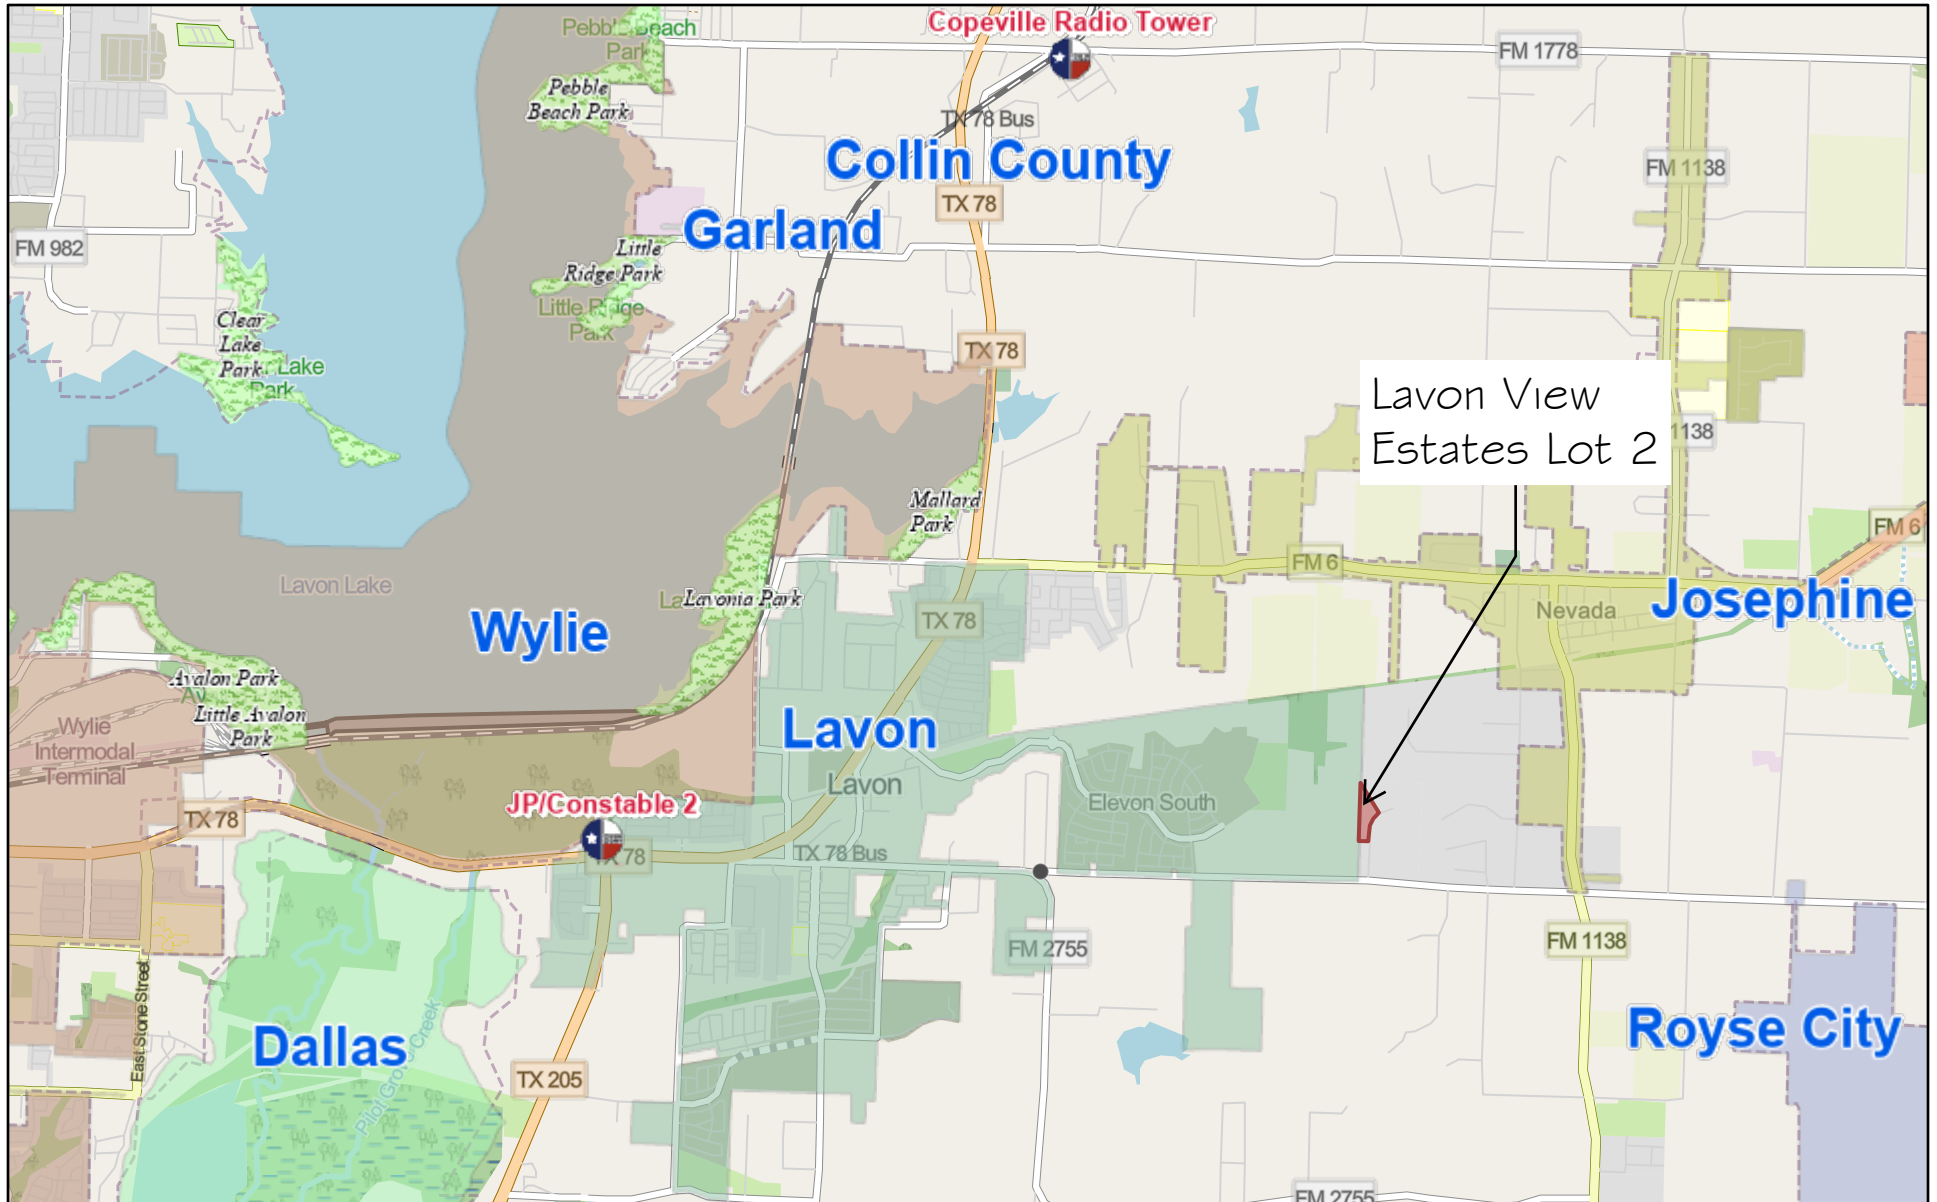 Copeville Radio Tower
Pebble Beach
Park
FM 1778
Pebble
Beach Park
TX 78 Bus
Collin County
FM 1138
TX 78
Garland
FM 982
Little
Ridge Park
Little Ridge
Park
Clear
Lake
Park
Lake
Park
TX 78
Lavon View
Estates Lot 2
1138
Mallard
Park
FM 6
FM 6
Lavon Lake
Lavonia Park
Wylie
TX 78
Nevada
Josephine
Avalon Park
Little Avalon
Park
Wylie
Intermodal
Terminal
Lavon
Lavon
Elevon South
JP/Constable 2
TX 78
TX 78
TX 78 Bus
FM 2755
FM 1138
East Stone Street
Pilot Grove Creek
Dallas
Royse City
TX 205
FM 2755